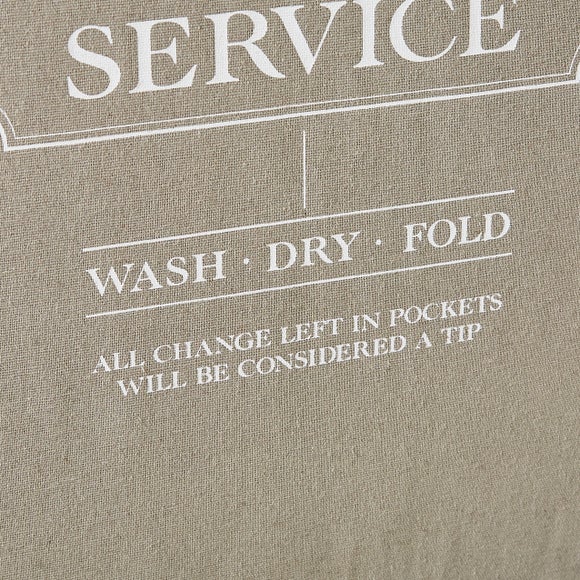 SERVICE
WASH · DRY · FOLD
ALL CHANGE LEFT IN POCKETS
WILL BE CONSIDERED A TIP